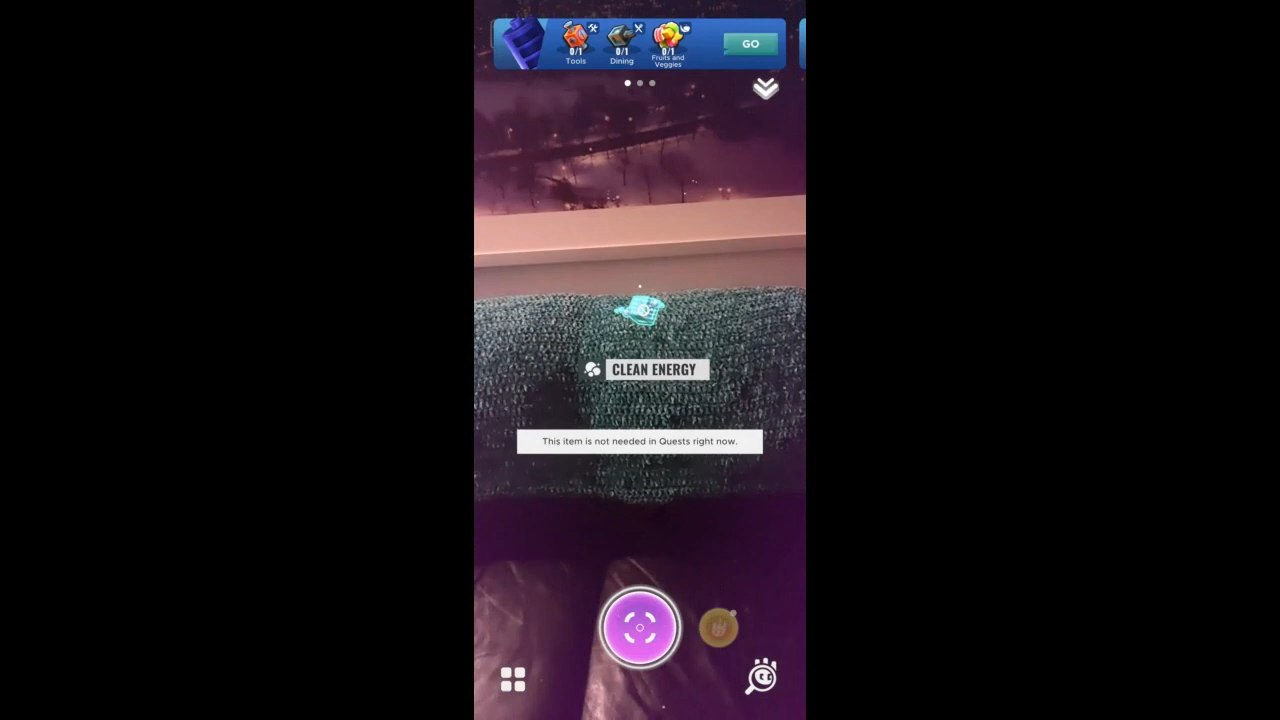 0/1 0/1 0/1
Tools Dining Fruits and
Veggies
GO
CLEAN ENERGY
This item is not needed in Quests right now.